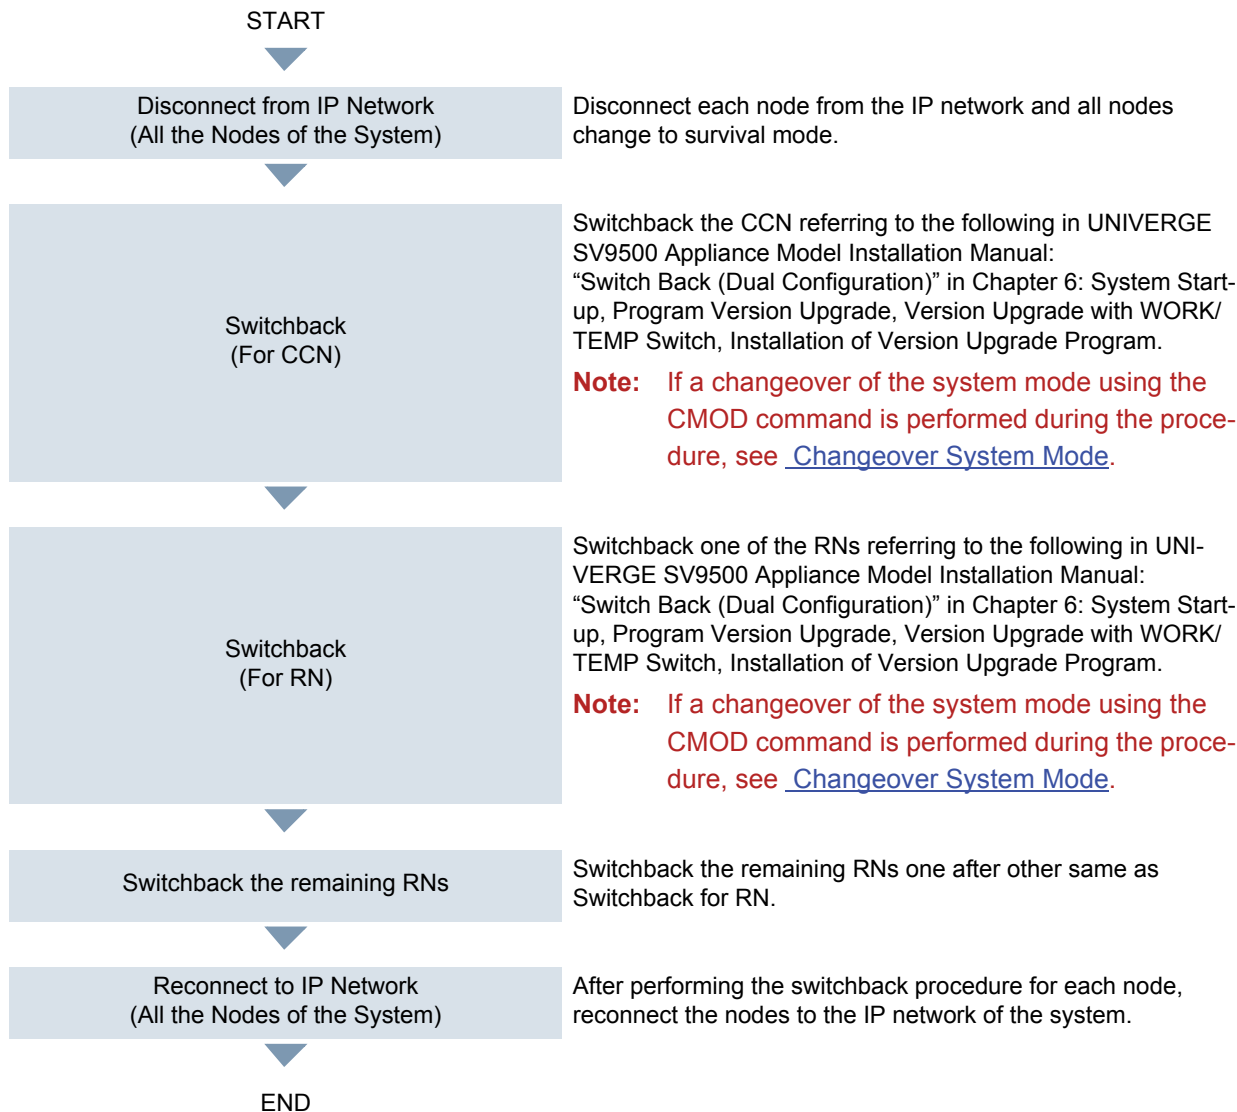 START
Disconnect from IP Network
(All the Nodes of the System)
Disconnect each node from the IP network and all nodes
change to survival mode.
Switchback
(For CCN)
Switchback the CCN referring to the following in UNIVERGE
SV9500 Appliance Model Installation Manual:
“Switch Back (Dual Configuration)” in Chapter 6: System Start-
up, Program Version Upgrade, Version Upgrade with WORK/
TEMP Switch, Installation of Version Upgrade Program.
Note: If a changeover of the system mode using the
CMOD command is performed during the proce-
dure, see Changeover System Mode.
Switchback
(For RN)
Switchback one of the RNs referring to the following in UNI-
VERGE SV9500 Appliance Model Installation Manual:
“Switch Back (Dual Configuration)” in Chapter 6: System Start-
up, Program Version Upgrade, Version Upgrade with WORK/
TEMP Switch, Installation of Version Upgrade Program.
Note: If a changeover of the system mode using the
CMOD command is performed during the proce-
dure, see Changeover System Mode.
Switchback the remaining RNs
Switchback the remaining RNs one after other same as
Switchback for RN.
Reconnect to IP Network
(All the Nodes of the System)
After performing the switchback procedure for each node,
reconnect the nodes to the IP network of the system.
END